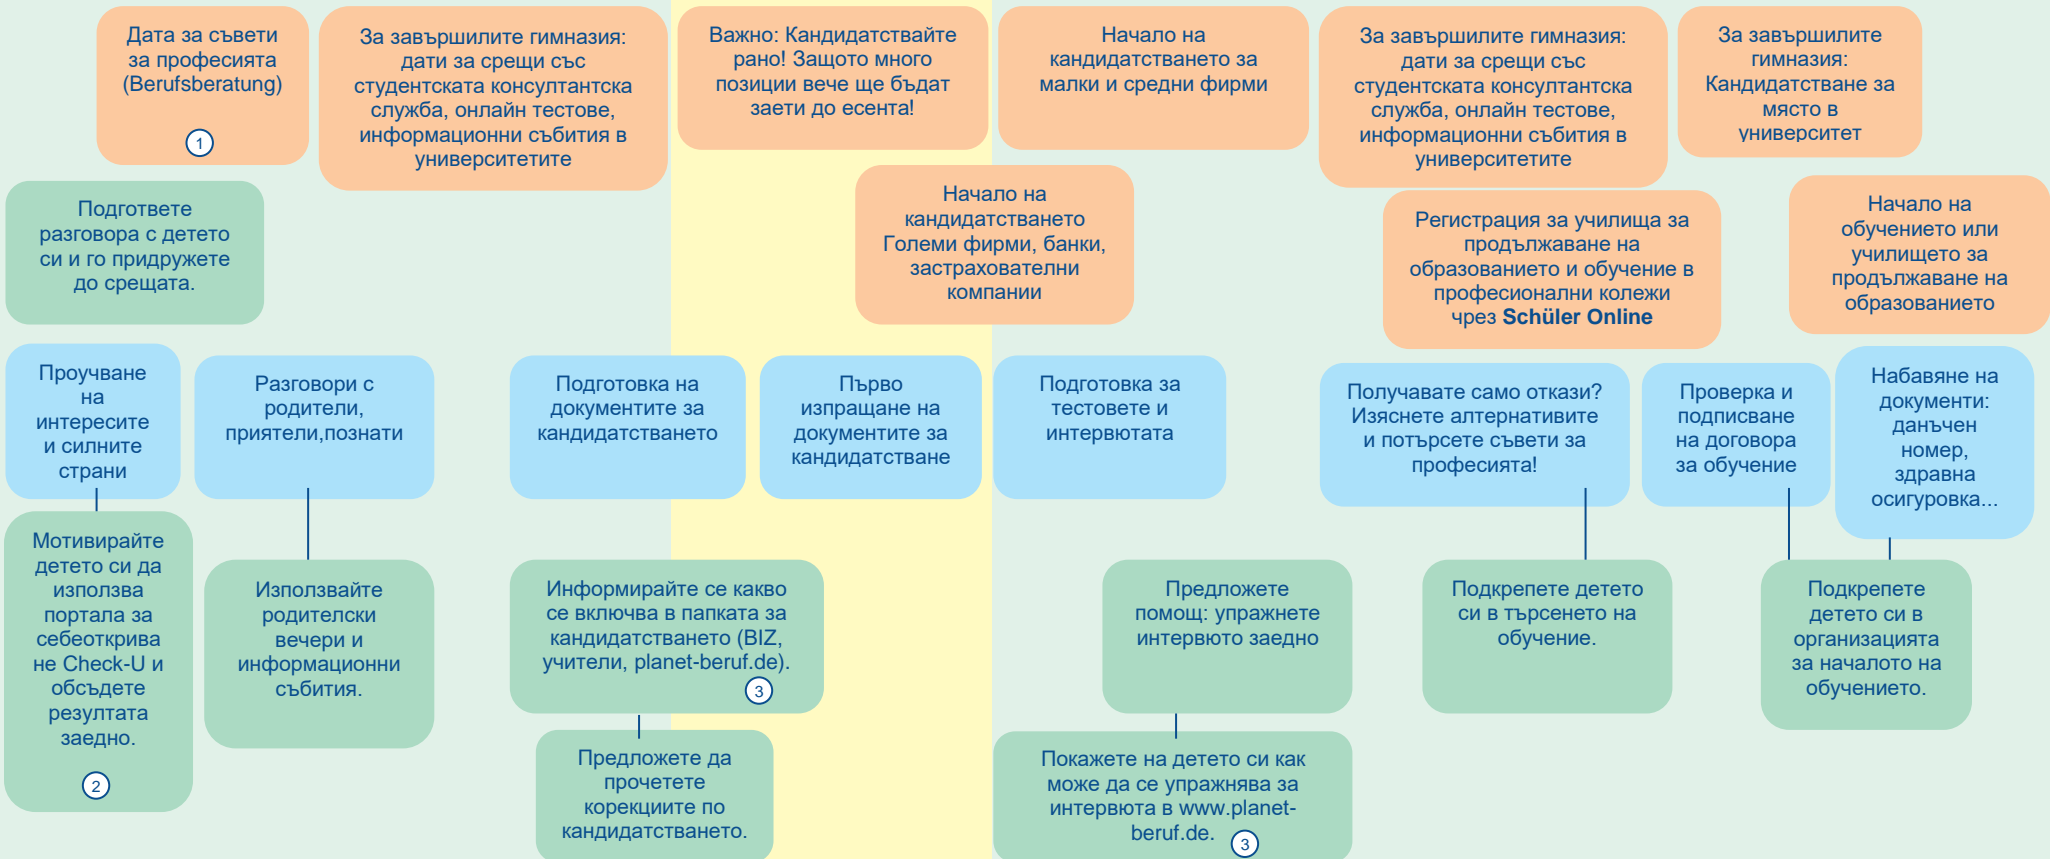 Дата за съвети
за професията
(Berufsberatung)
1
За завършилите гимназия:
дати за срещи със
студентската консултантска
служба, онлайн тестове,
информационни събития в
университетите
Важно: Кандидатствайте
рано! Защото много
позиции вече ще бъдат
заети до есента!
Начало на
кандидатстването за
малки и средни фирми
За завършилите гимназия:
дати за срещи със
студентската консултантска
служба, онлайн тестове,
информационни събития в
университетите
За завършилите
гимназия:
Кандидатстване за
място в
университет
Подгответе
разговора с детето
си и го придружете
до срещата.
Начало на
кандидатстването
Големи фирми, банки,
застрахователни
компании
Регистрация за училища за
продължаване на
образованието и обучение в
професионални колежи
чрез Schüler Online
Начало на
обучението или
училището за
продължаване на
образованието
Проучване
на
интересите
и силните
страни
Разговори с
родители,
приятели,познати
Подготовка на
документите за
кандидатството
Първо
изпращане на
документите за
кандидатстване
Подготовка за
тестовете и
интервютата
Получавате само откази?
Изяснете алтернативите
и потърсете съвети за
професията!
Проверка и
подписване
на договора
за обучение
Набавяне на
документи:
данъчен
номер,
здравна
осигуровка...
Мотивирайте
детето си да
използва
портала за
себеоткрива
не Check-U и
обсъдете
резултата
заедно.
2
Използвайте
родителски
вечери и
информационни
събития.
Информирайте се какво
се включва в папката за
кандидатстването (BIZ,
учители, planet-beruf.de).
3
Предложете
помощ: упражнете
интервюто заедно
Подкрепете детето
си в търсенето на
обучение.
Подкрепете
детето си в
организацията
за началото на
обучението.
Предложете да
прочетете
корекциите по
кандидатстването.
Покажете на детето си как
може да се упражнява за
интервюта в www.planet-
beruf.de.
3